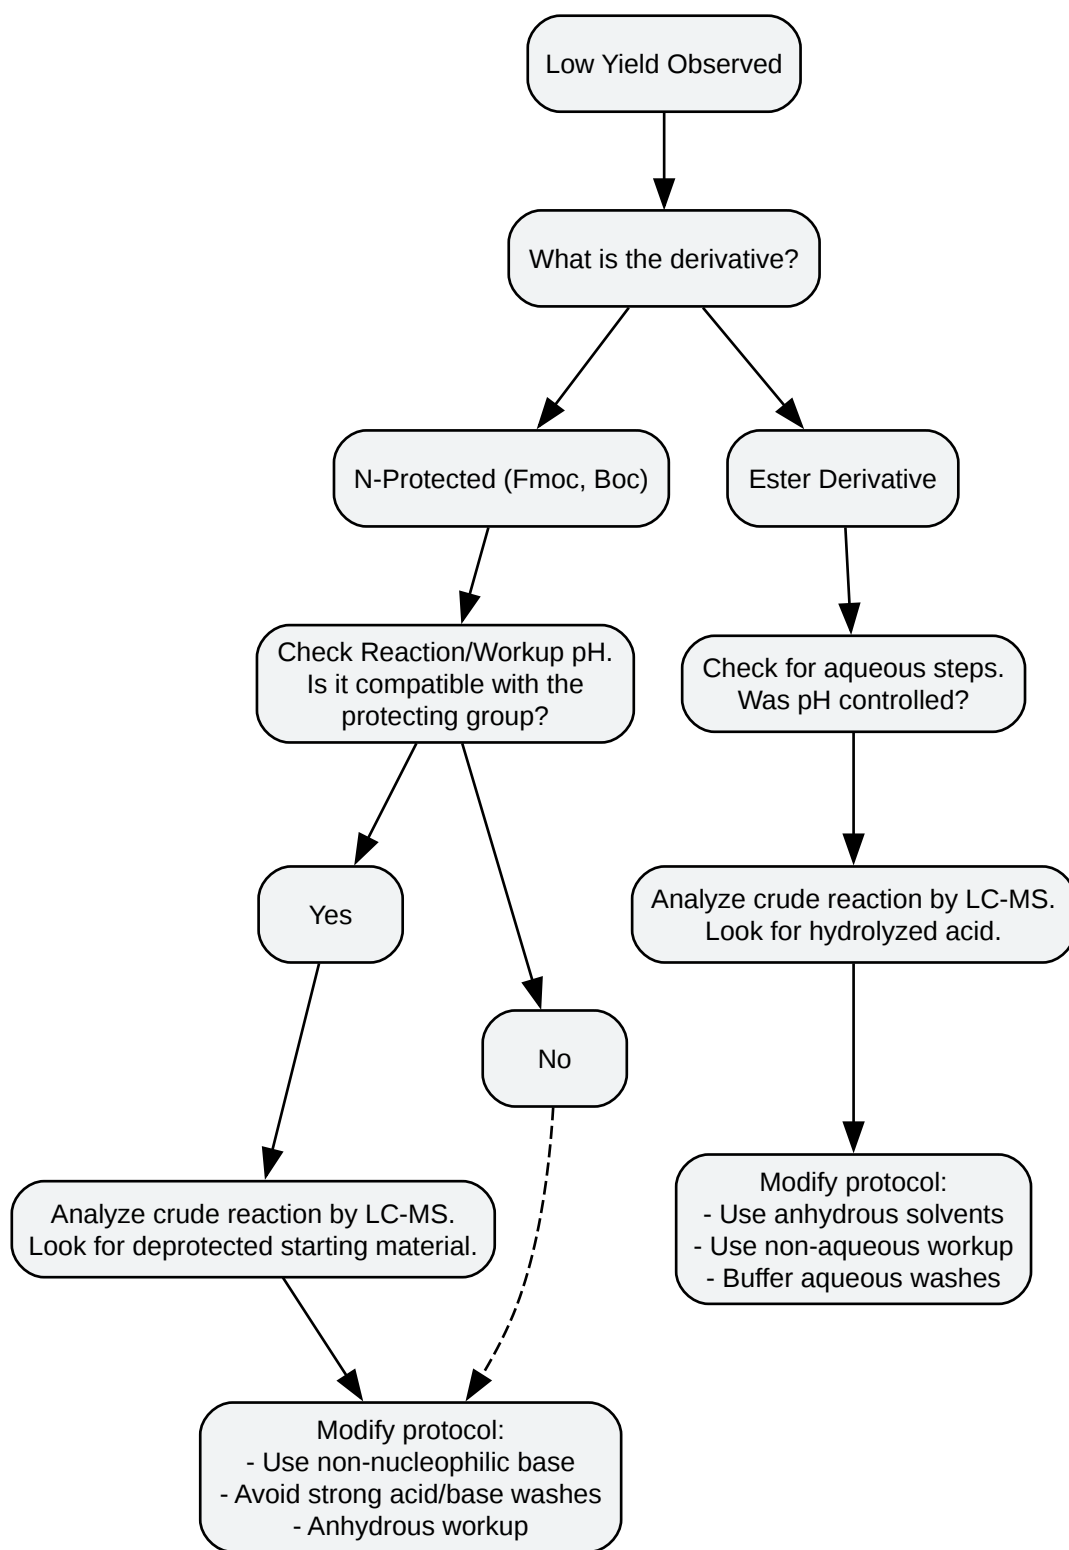 Low Yield Observed
What is the derivative?
N-Protected (Fmoc, Boc)
Ester Derivative
Check Reaction/Workup pH.
Is it compatible with the
protecting group?
Check for aqueous steps.
Was pH controlled?
Yes
Analyze crude reaction by LC-MS.
Look for hydrolyzed acid.
No
Analyze crude reaction by LC-MS.
Look for deprotected starting material.
Modify protocol:
- Use anhydrous solvents
- Use non-aqueous workup
- Buffer aqueous washes
Modify protocol:
- Use non-nucleophilic base
- Avoid strong acid/base washes
- Anhydrous workup